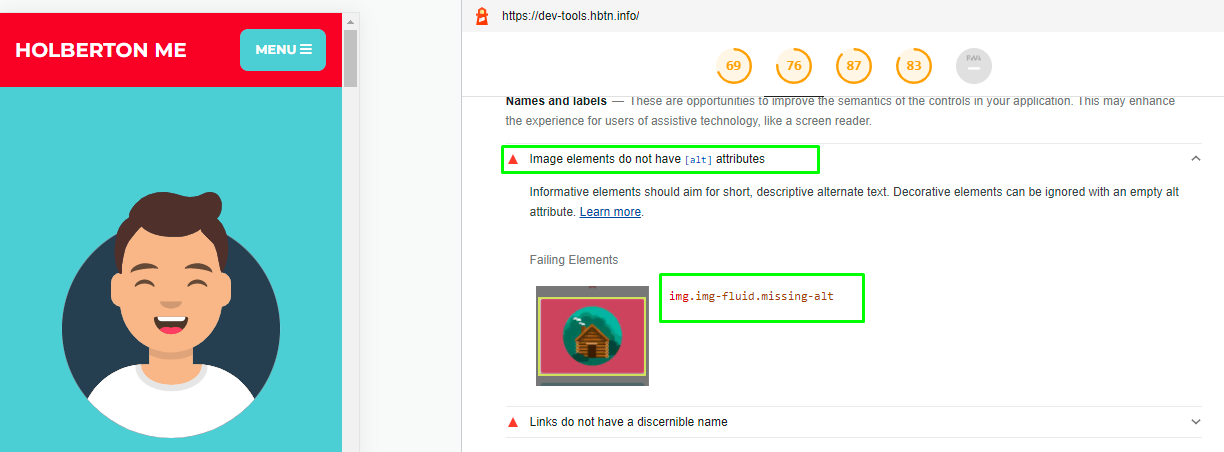 HOLBERTON ME
MENU
https://dev-tools.hbtn.info/
69
76
87
83
PWA
Names and labels — These are opportunities to improve the semantics of the controls in your application. This may enhance
the experience for users of assistive technology, like a screen reader.
Image elements do not have [alt] attributes
Informative elements should aim for short, descriptive alternate text. Decorative elements can be ignored with an empty alt
attribute. Learn more.
Failing Elements
img.img-fluid.missing-alt
Links do not have a discernible name